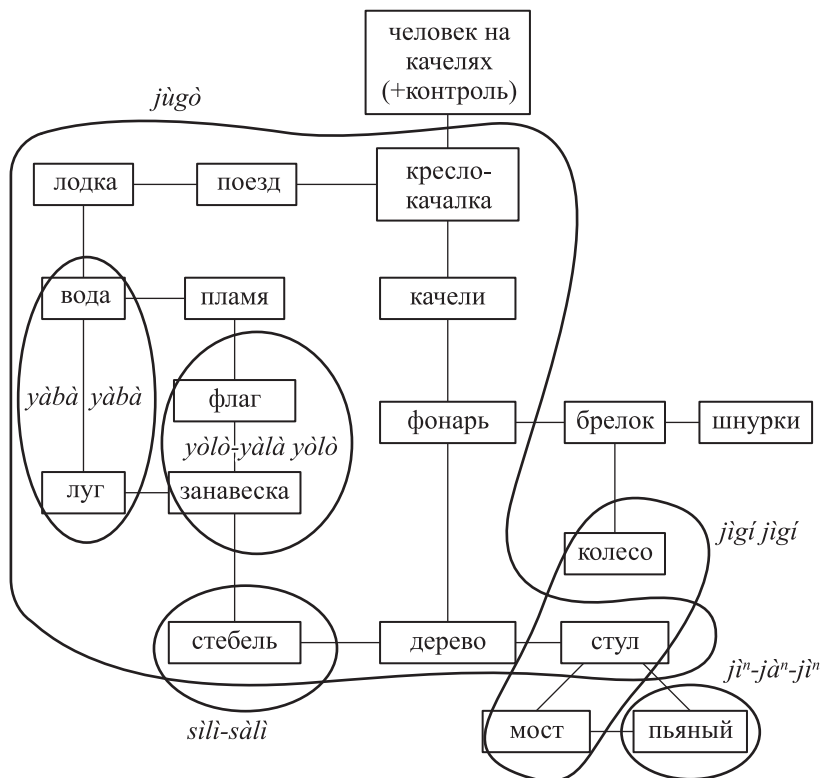 человек на
качелях
(+контроль)
jùgò
лодка
поезд
кресло-
качалка
вода
пламя
качели
yàbà yàbà
флаг
фонарь
брелок
шнурки
yòlò-yàlà yòlò
луг
занавеска
колесо
jìgí jìgí
стебель
дерево
стул
jìⁿ-jàⁿ-jìⁿ
sìlì-sàlì
мост
пьяный